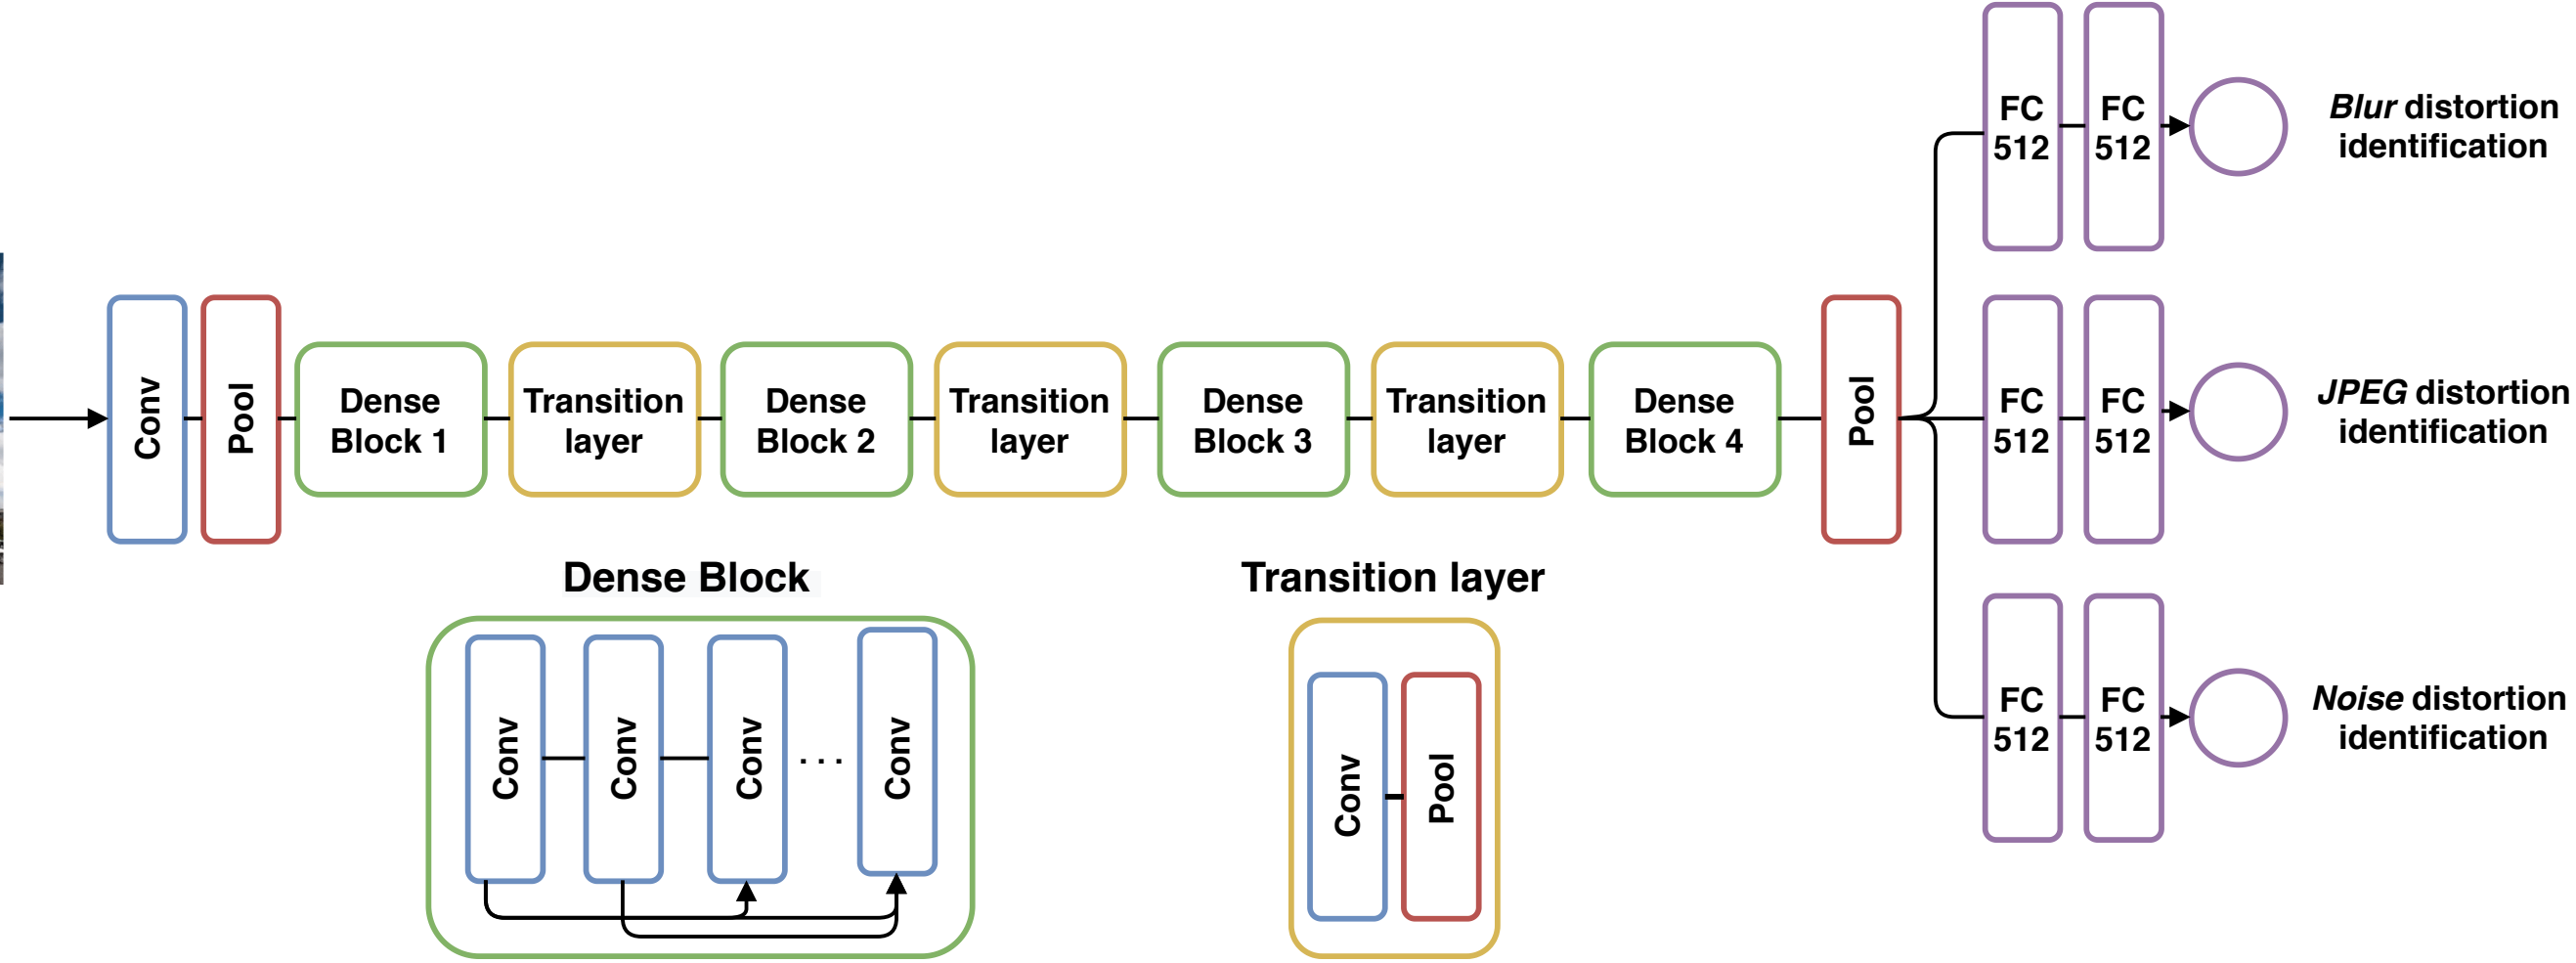 FC
512
FC
512
Blur distortion
identification
Conv
Pool
Dense
Block 1
Transition
layer
Dense
Block 2
Transition
layer
Dense
Block 3
Transition
layer
Dense
Block 4
Pool
FC
512
FC
512
JPEG distortion
identification
Dense Block
Conv
Conv
Conv
...
Conv
Transition layer
Conv
Pool
FC
512
FC
512
Noise distortion
identification